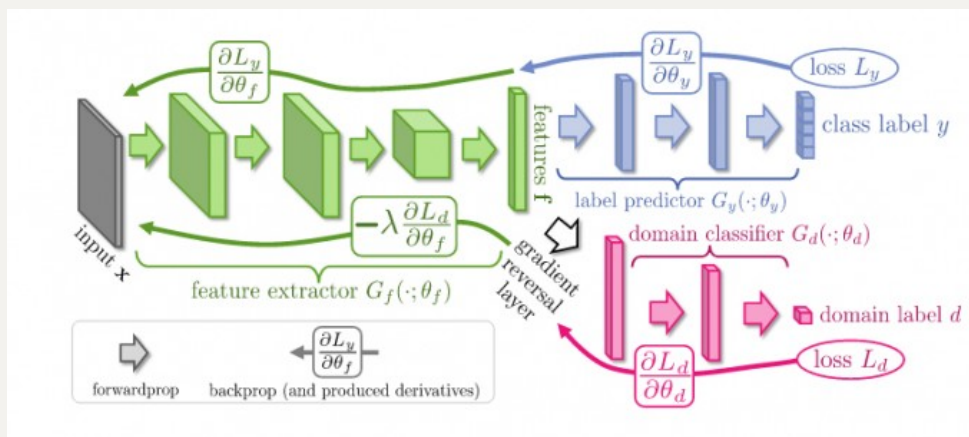 ∂L_y/∂θ_f
∂L_y/∂θ_y
loss L_y
features f
class label y
label predictor G_y(·;θ_y)
−λ ∂L_d/∂θ_f
input x
feature extractor G_f(·;θ_f)
gradient
reversal
layer
domain classifier G_d(·;θ_d)
domain label d
∂L_d/∂θ_d
loss L_d
∂L_y/∂θ_f
forwardprop
backprop (and produced derivatives)